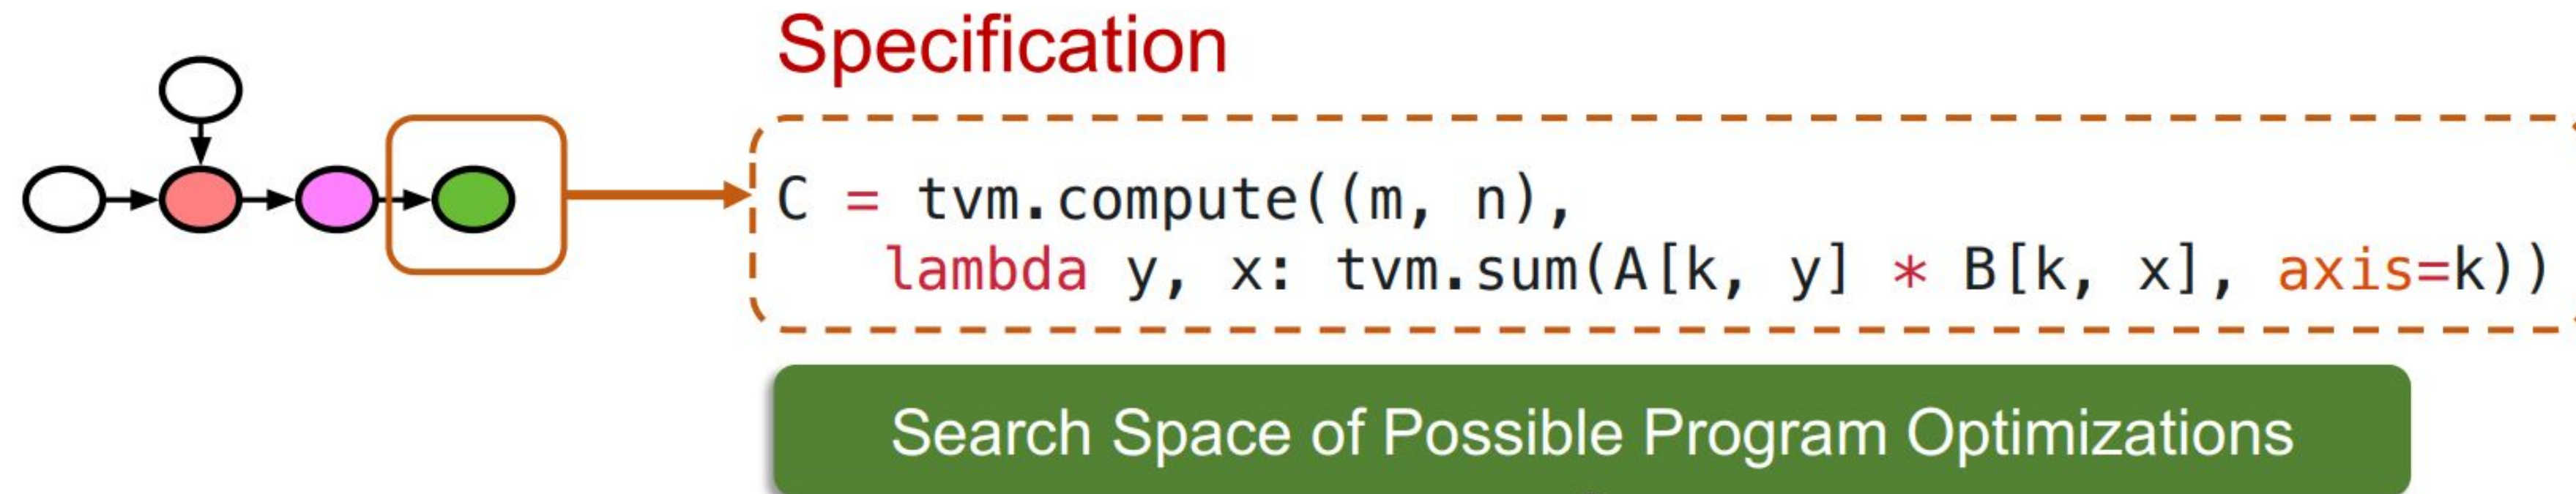 Specification
C = tvm.compute((m, n),
lambda y, x: tvm.sum(A[k, y] * B[k, x], axis=k))
Search Space of Possible Program Optimizations